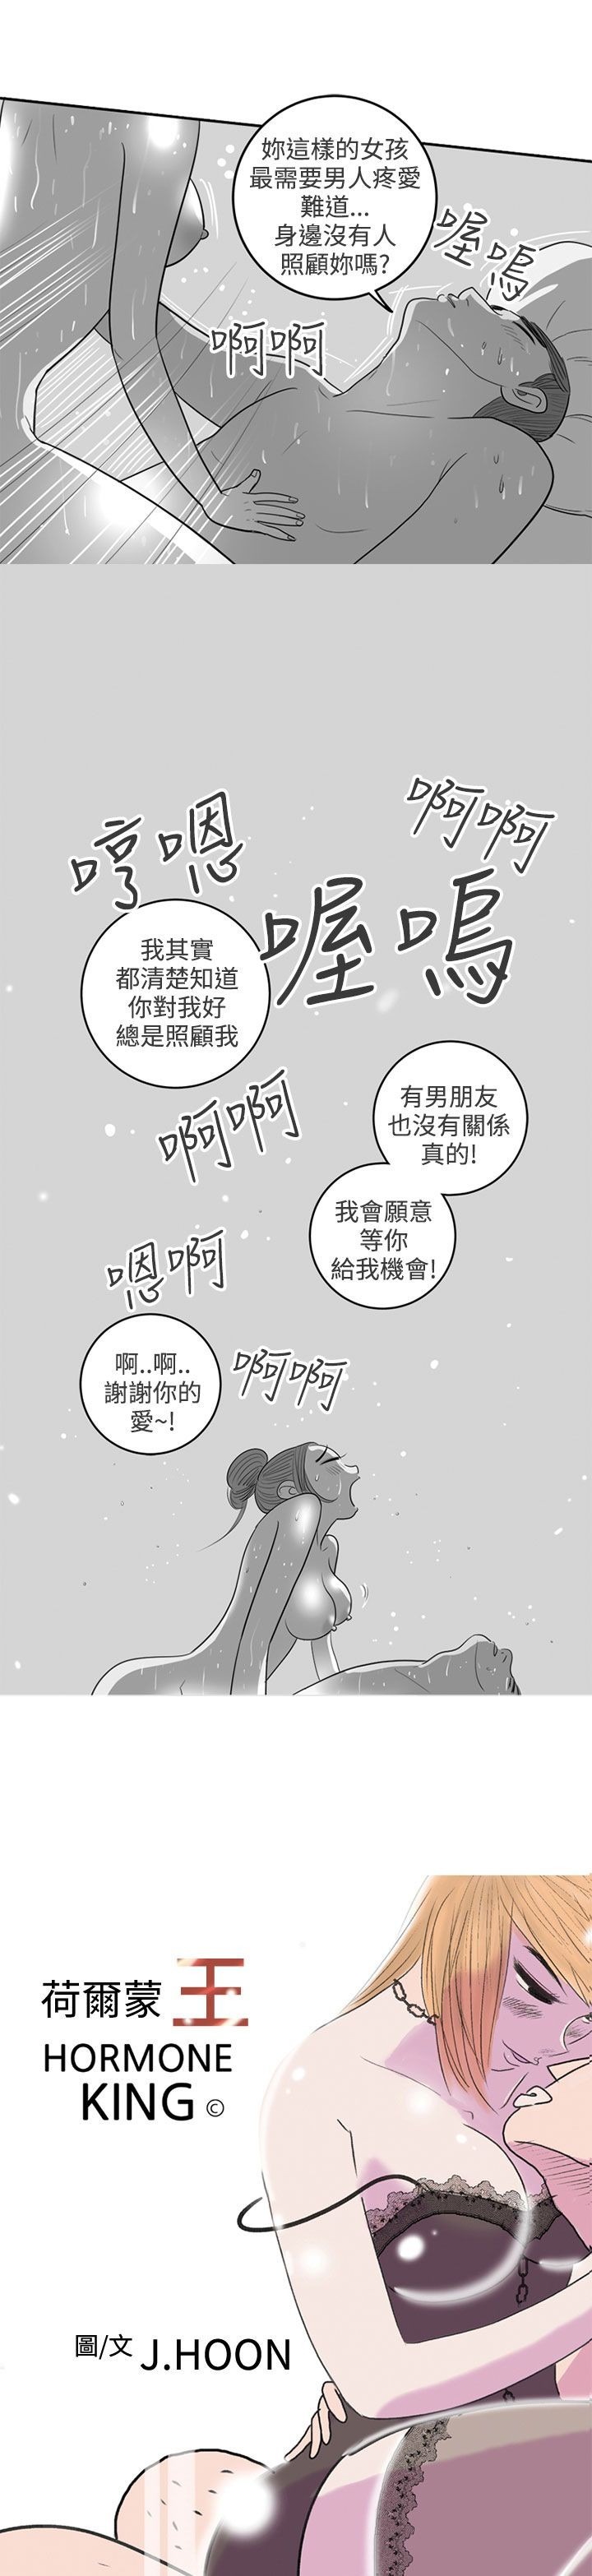 妳這樣的女孩
最需要男人疼愛
難道...
身邊沒有人
照顧妳嗎?
喔嗚
啊啊
啊啊
哼嗯
喔嗚
我其實
都清楚知道
你對我好
總是照顧我
有男朋友
也沒有關係
真的!
啊啊
我會願意
等你
給我機會!
嗯啊
啊..啊..
謝謝你的
愛~!
啊啊
荷爾蒙王
HORMONE
KING ©
圖/文 J.HOON